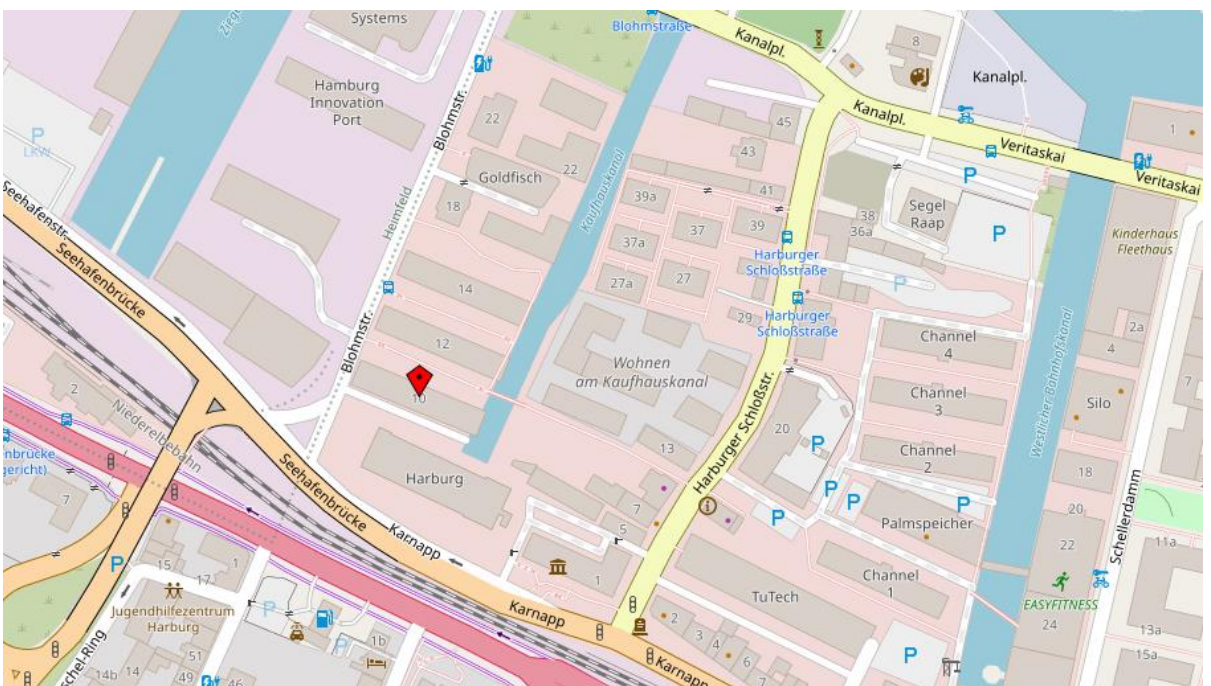 Systems
Blohmstraße
Kanalpl.
8
Kanalpl.
Hamburg
Innovation
Port
Blohmstr.
22
22
Kanalpl.
45
43
41
Veritaskai
1
Veritaskai
P
LKW
Goldfisch
Kaufhauskanal
39a
37
39
38
36a
Segel
Raap
P
P
Kinderhaus
Fleethaus
Seehafenstr.
Seehafenbrücke
Heimfeld
18
37a
27
27a
Harburger
Schloßstraße
P
14
12
29
Harburger
Schloßstraße
Channel
4
Westlicher Bahnhofskanal
2a
4
7
Blohmstr.
10
Wohnen
am Kaufhauskanal
Harburger Schloßstr.
Channel
3
Silo
2
Niederelbebahn
20
P
13
Channel
2
18
Harburg
7
5
P
P
P
P
Palmspeicher
20
Schellerdamm
Seehafenbrücke
Karnapp
7
22
11a
P
15
17
1
1
TuTech
Channel
1
EASYFITNESS
24
Jugendhilfezentrum
Harburg
P
P
Karnapp
2
3
4
6
7
Karnapp
P
13a
15a
14b
14
51
49
46
1b